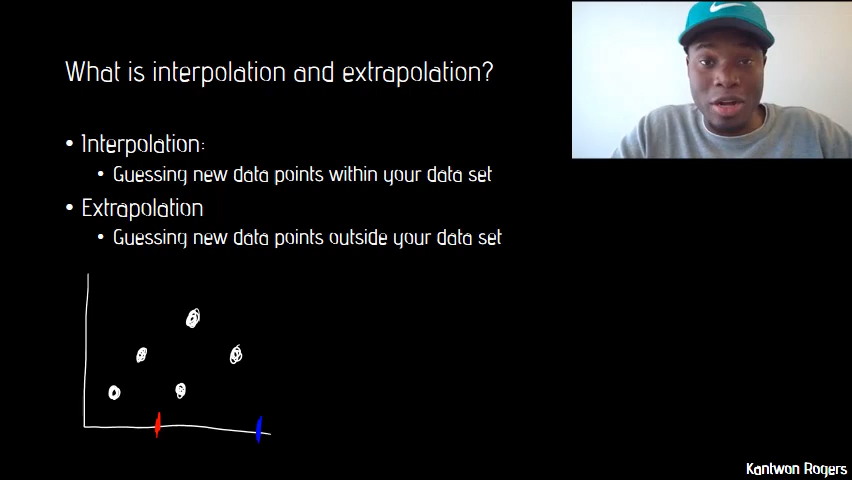 What is interpolation and extrapolation?
• Interpolation:
• Guessing new data points within your data set
• Extrapolation
• Guessing new data points outside your data set
Kantwon Rogers